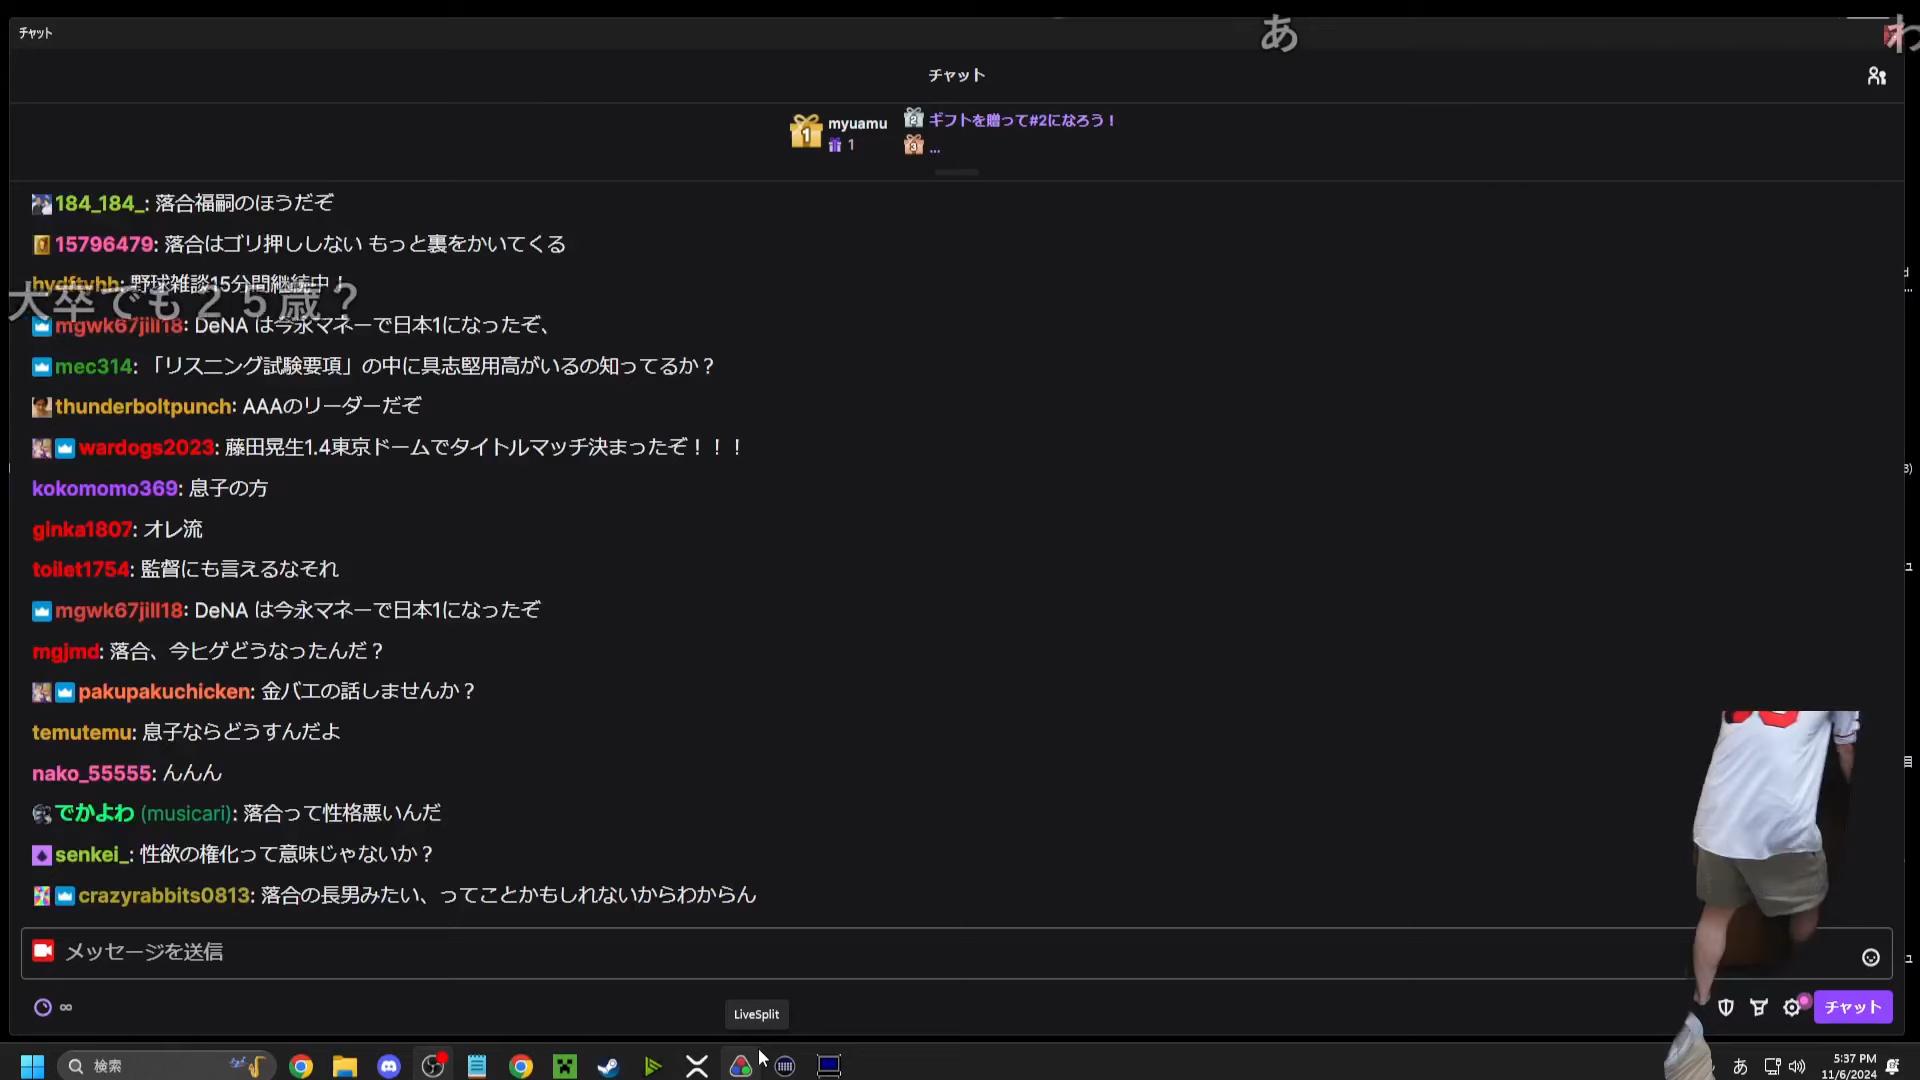 チャット
あ
わ
チャット
1 myuamu
1
2 ギフトを贈って#2になろう！
3 ...
184_184_: 落合福嗣のほうだぞ
15796479: 落合はゴリ押ししない もっと裏をかいてくる
hydftyhh: 野球雑談15分間継続中！
大卒でも２５歳？
mgwk67jill18: DeNA は今永マネーで日本1になったぞ、
mec314: 「リスニング試験要項」の中に具志堅用高がいるの知ってるか？
thunderboltpunch: AAAのリーダーだぞ
wardogs2023: 藤田晃生1.4東京ドームでタイトルマッチ決まったぞ！！！
kokomomo369: 息子の方
ginka1807: オレ流
toilet1754: 監督にも言えるなそれ
mgwk67jill18: DeNA は今永マネーで日本1になったぞ
mgjmd: 落合、今ヒゲどうなったんだ？
pakupakuchicken: 金バエの話しませんか？
temutemu: 息子ならどうすんだよ
nako_55555: んんん
でかよわ (musicari): 落合って性格悪いんだ
senkei_: 性欲の権化って意味じゃないか？
crazyrabbits0813: 落合の長男みたい、ってことかもしれないからわからん
メッセージを送信
∞
LiveSplit
チャット
検索
あ
5:37 PM
11/6/2024